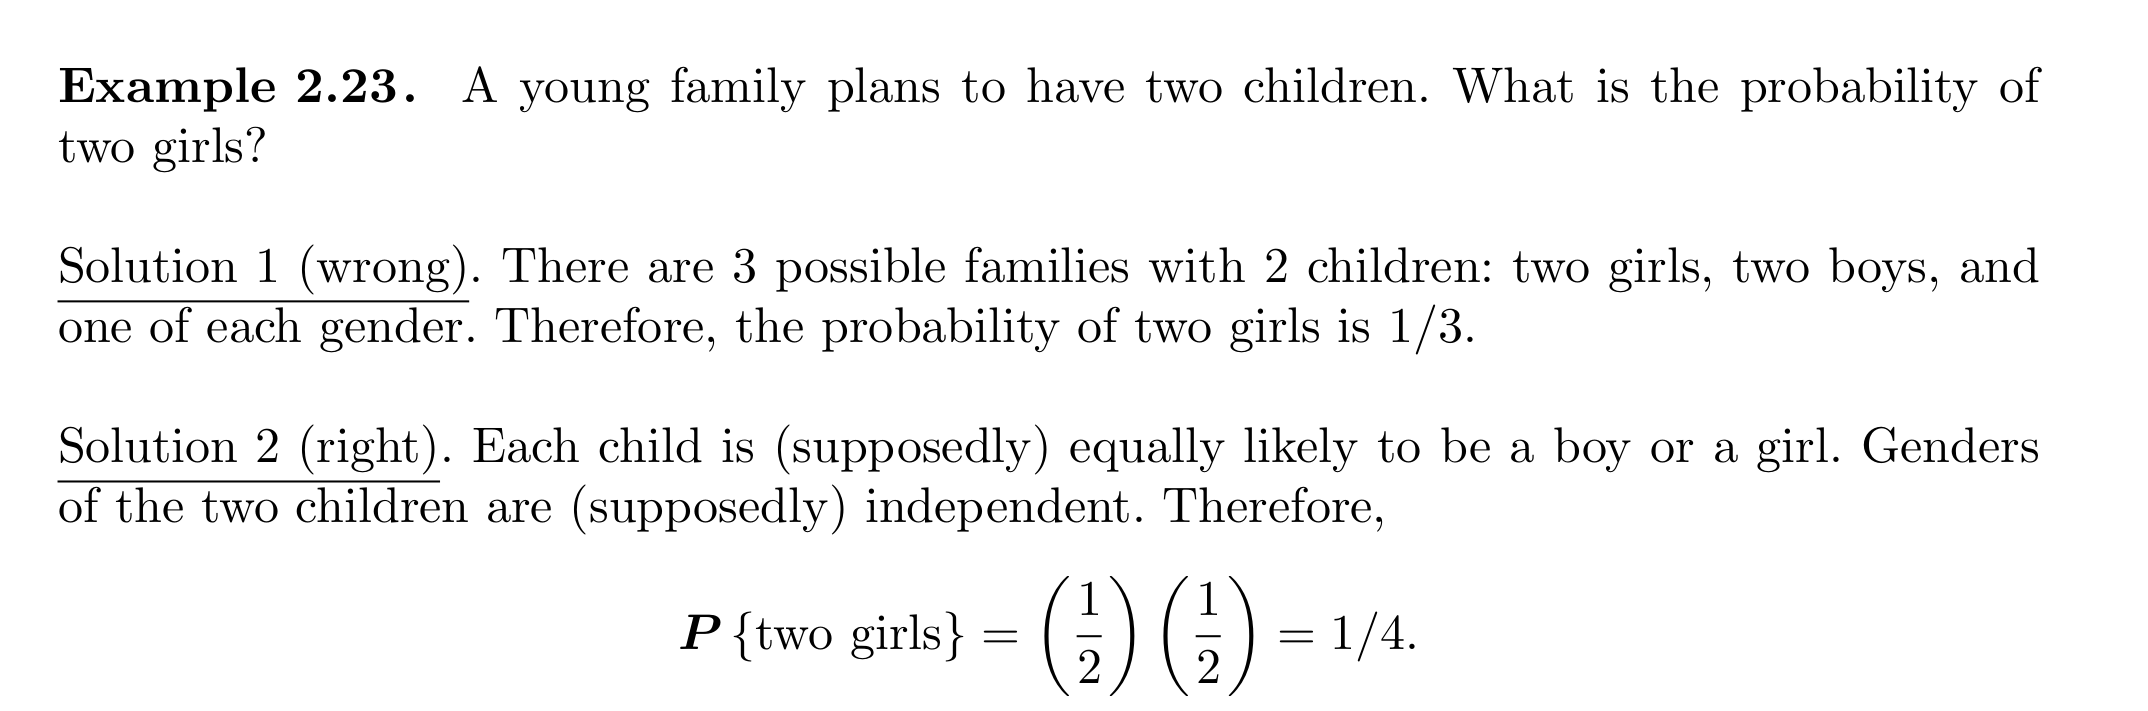 Example 2.23. A young family plans to have two children. What is the probability of
two girls?
Solution 1 (wrong). There are 3 possible families with 2 children: two girls, two boys, and
one of each gender. Therefore, the probability of two girls is 1/3.
Solution 2 (right). Each child is (supposedly) equally likely to be a boy or a girl. Genders
of the two children are (supposedly) independent. Therefore,
P {two girls} = (1/2) (1/2) = 1/4.